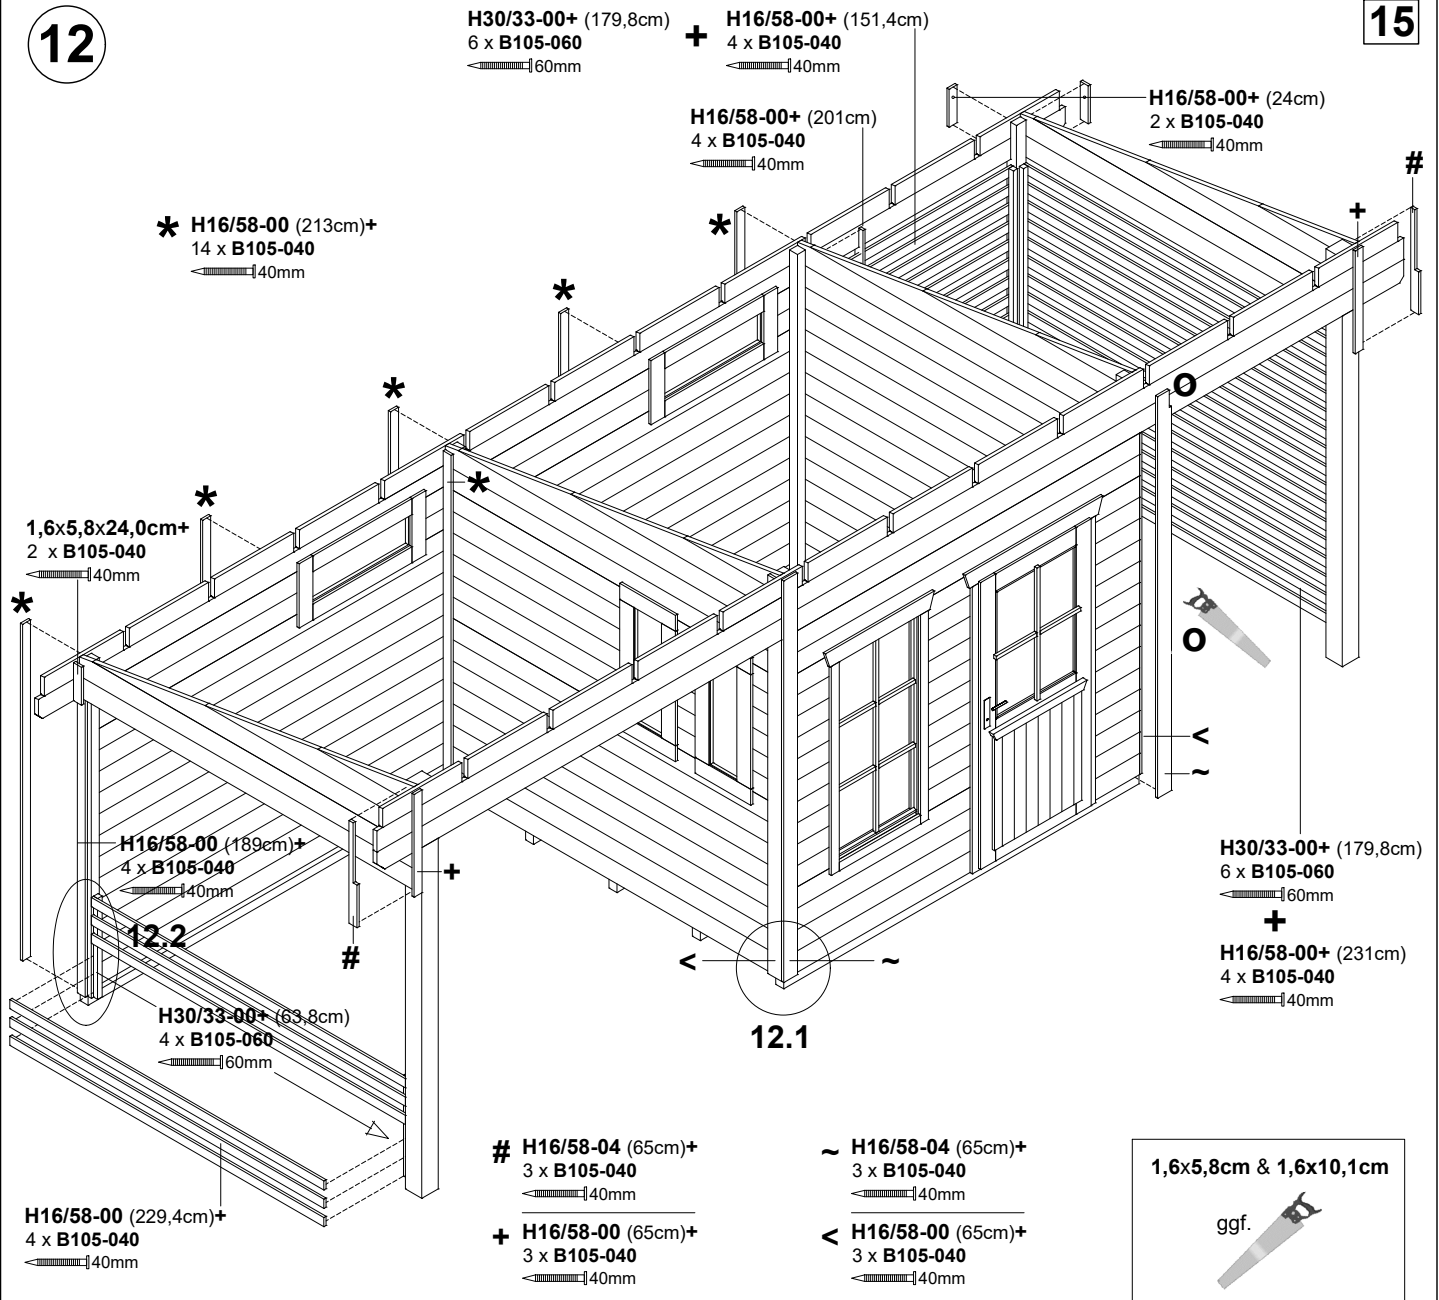 12
15
H30/33-00+ (179,8cm)
6 x B105-060
60mm
+
H16/58-00+ (151,4cm)
4 x B105-040
40mm
H16/58-00+ (201cm)
4 x B105-040
40mm
H16/58-00+ (24cm)
2 x B105-040
40mm
#
+
* H16/58-00 (213cm)+
14 x B105-040
40mm
*
*
*
*
*
*
1,6x5,8x24,0cm+
2 x B105-040
40mm
O
O
<
~
H16/58-00 (189cm)+
4 x B105-040
40mm
+
12.2
#
< ~
12.1
H30/33-00+ (63,8cm)
4 x B105-060
60mm
H30/33-00+ (179,8cm)
6 x B105-060
60mm
+
H16/58-00+ (231cm)
4 x B105-040
40mm
H16/58-00 (229,4cm)+
4 x B105-040
40mm
# H16/58-04 (65cm)+
3 x B105-040
40mm
+ H16/58-00 (65cm)+
3 x B105-040
40mm
~ H16/58-04 (65cm)+
3 x B105-040
40mm
< H16/58-00 (65cm)+
3 x B105-040
40mm
1,6x5,8cm & 1,6x10,1cm
ggf.